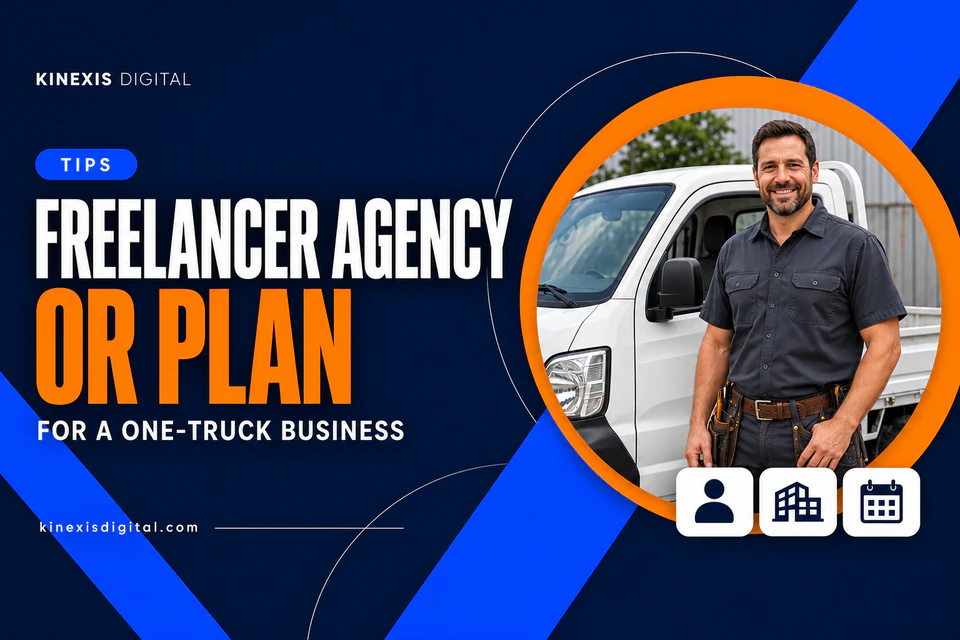 KINEXIS DIGITAL
TIPS
FREELANCER AGENCY
OR PLAN
FOR A ONE-TRUCK BUSINESS
kinexisdigital.com